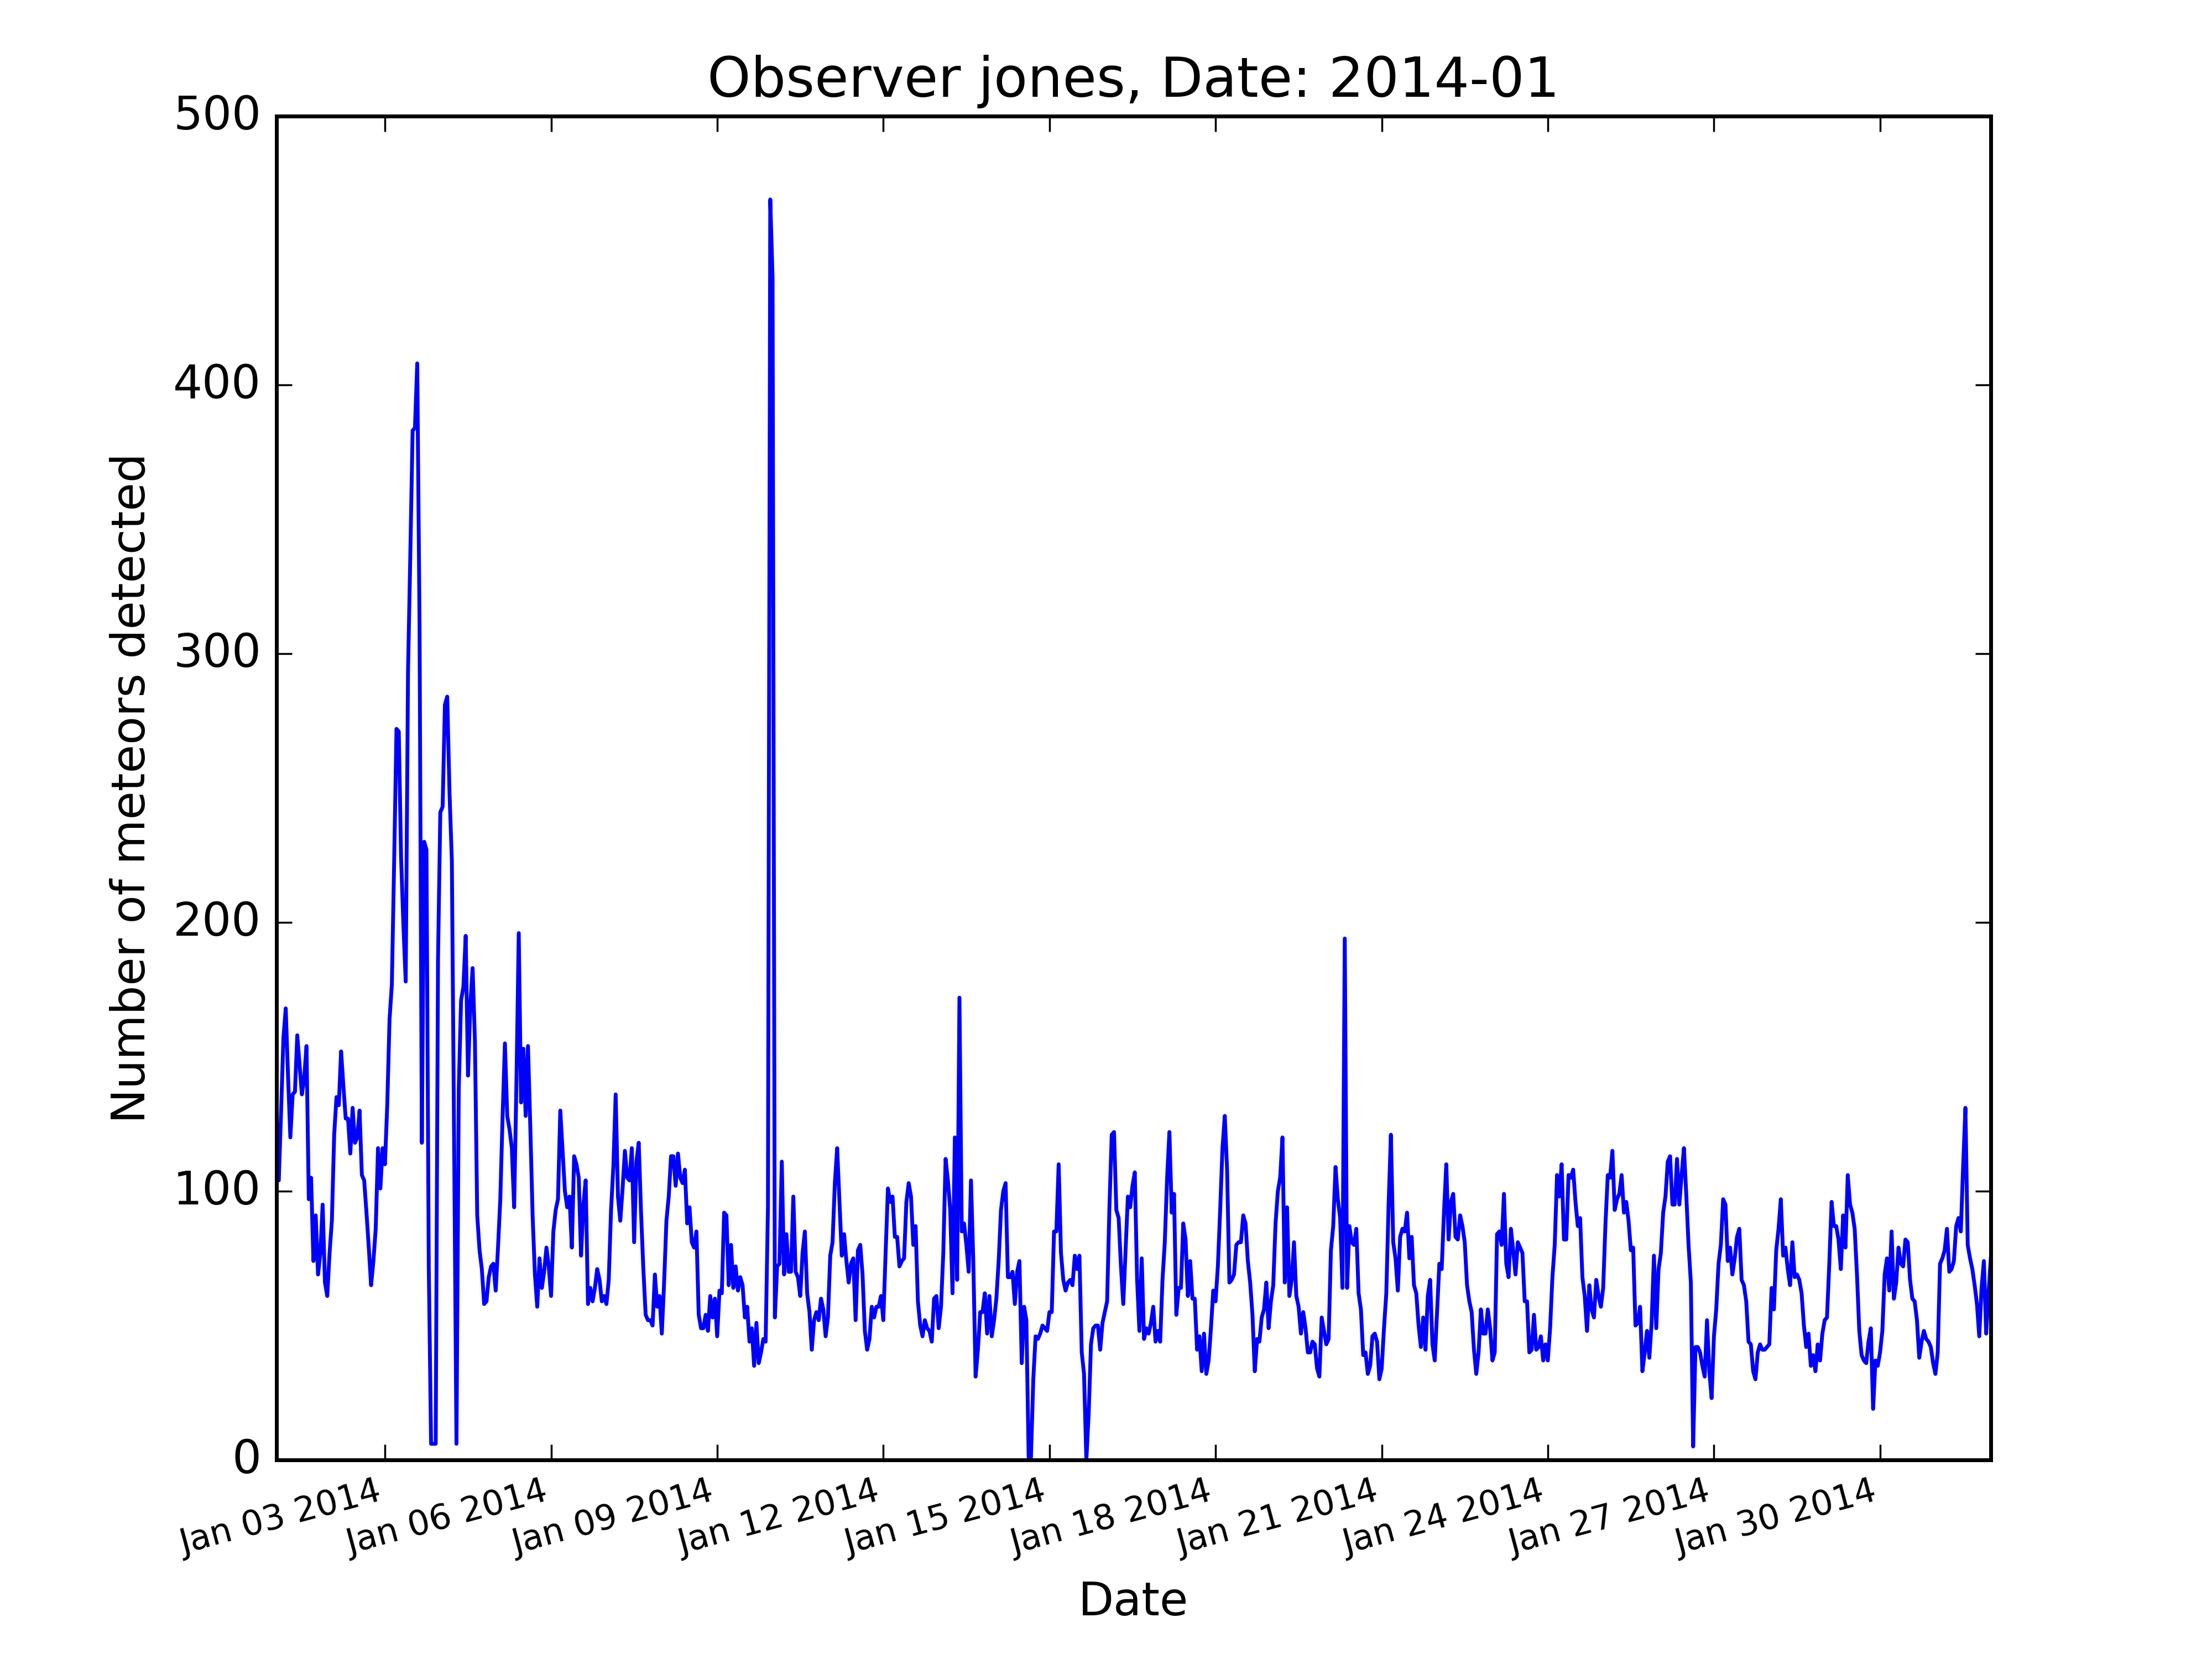 Observer jones, Date: 2014-01
500
400
300
200
100
0
Number of meteors detected
Jan 03 2014
Jan 06 2014
Jan 09 2014
Jan 12 2014
Jan 15 2014
Jan 18 2014
Jan 21 2014
Jan 24 2014
Jan 27 2014
Jan 30 2014
Date